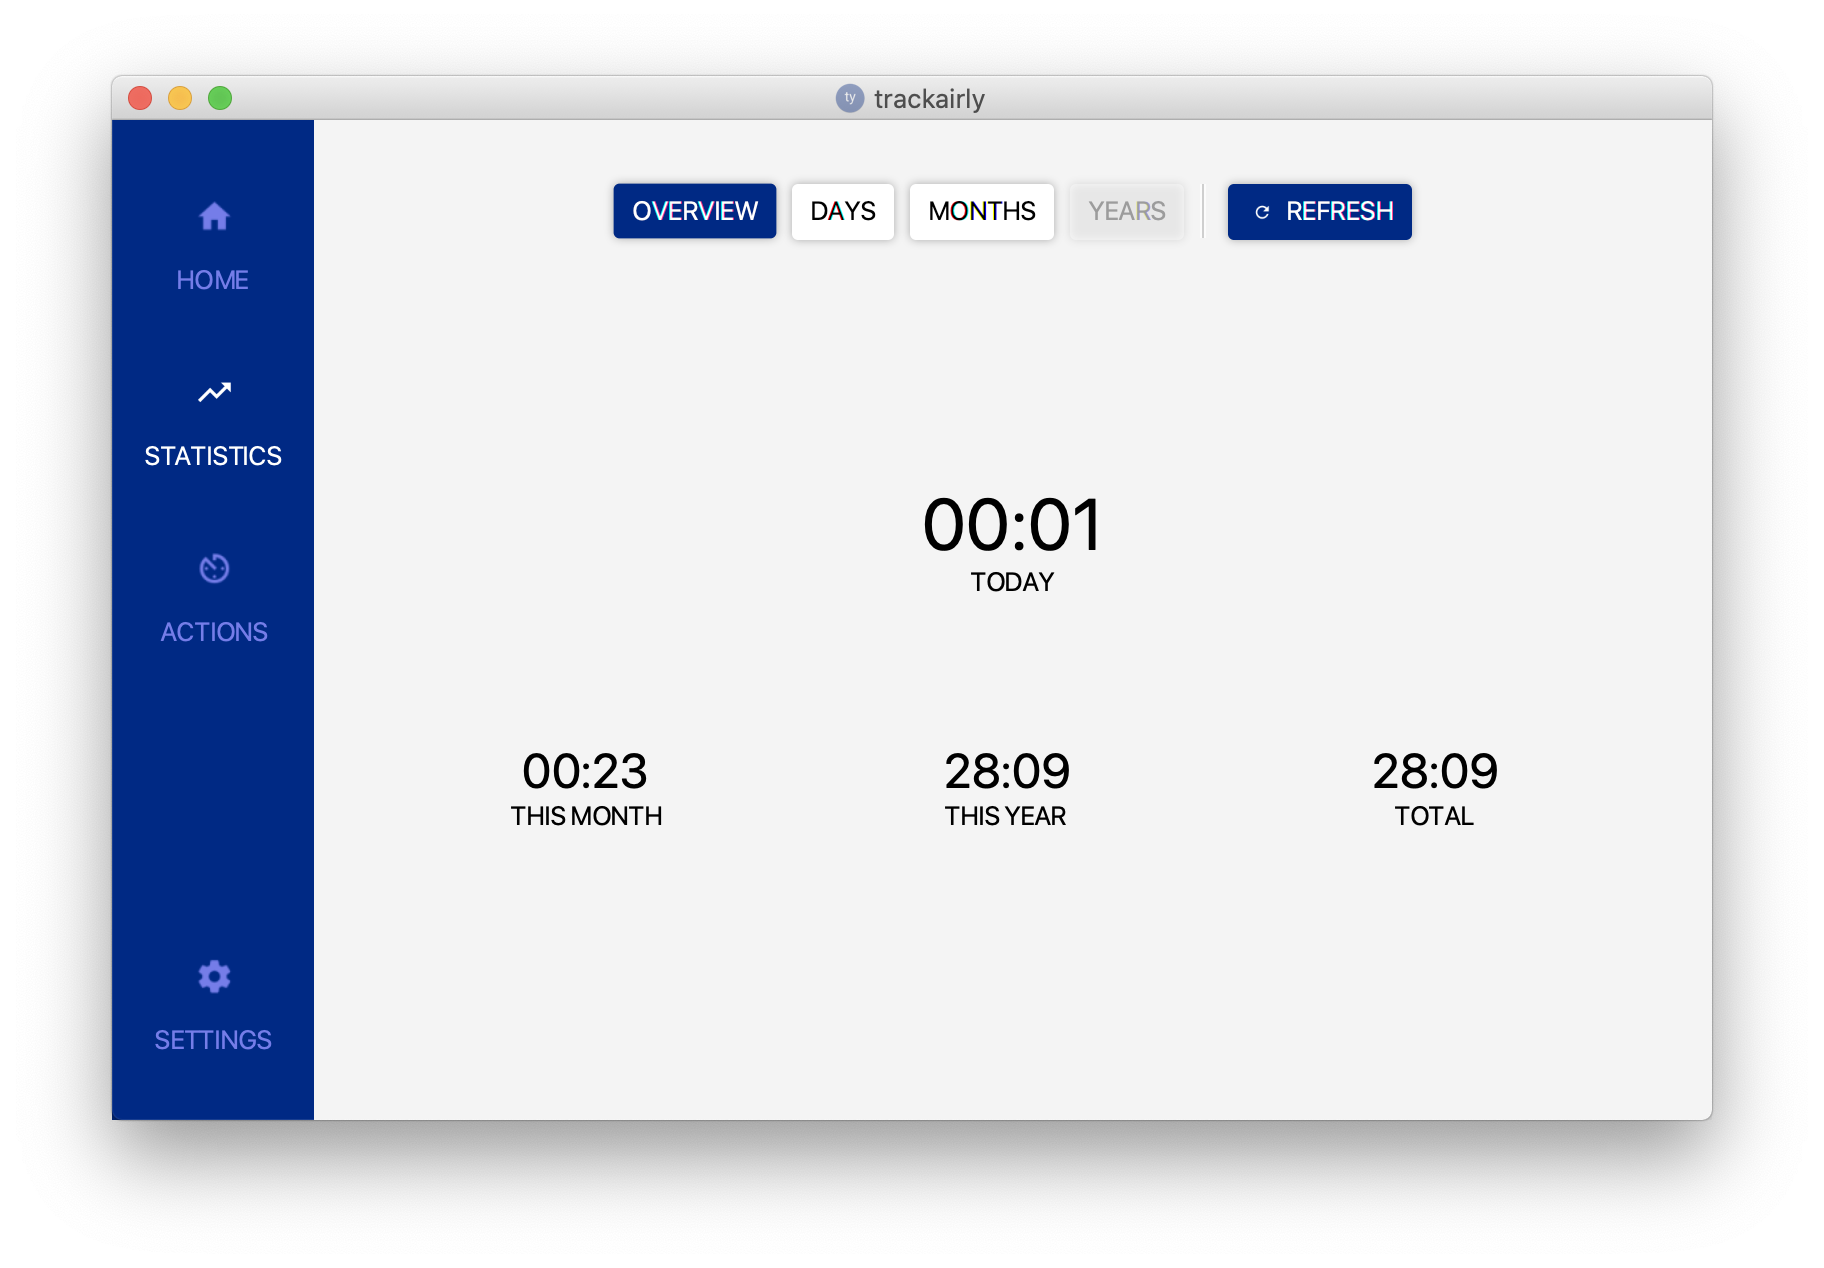 ty trackairly
HOME
STATISTICS
ACTIONS
SETTINGS
OVERVIEW DAYS MONTHS YEARS REFRESH
00:01
TODAY
00:23 28:09 28:09
THIS MONTH THIS YEAR TOTAL